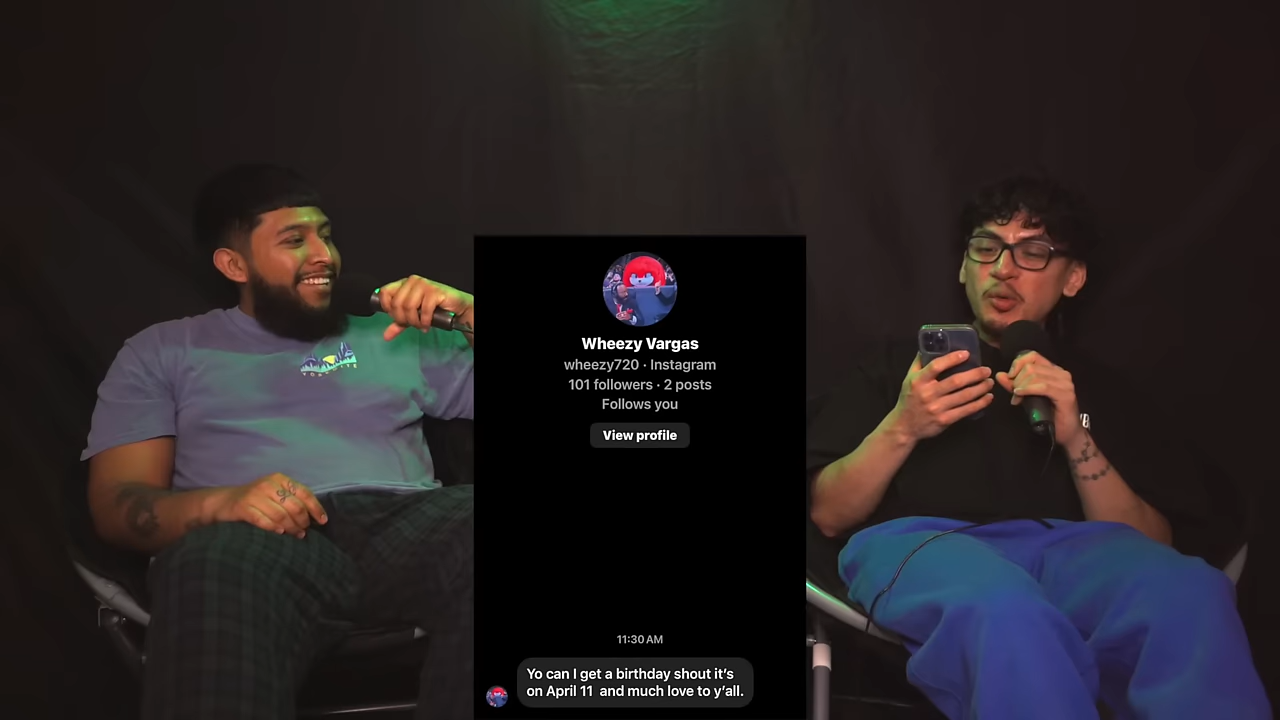 Wheezy Vargas
wheezy720 · Instagram
101 followers · 2 posts
Follows you
View profile
11:30 AM
Yo can I get a birthday shout it's
on April 11  and much love to y'all.